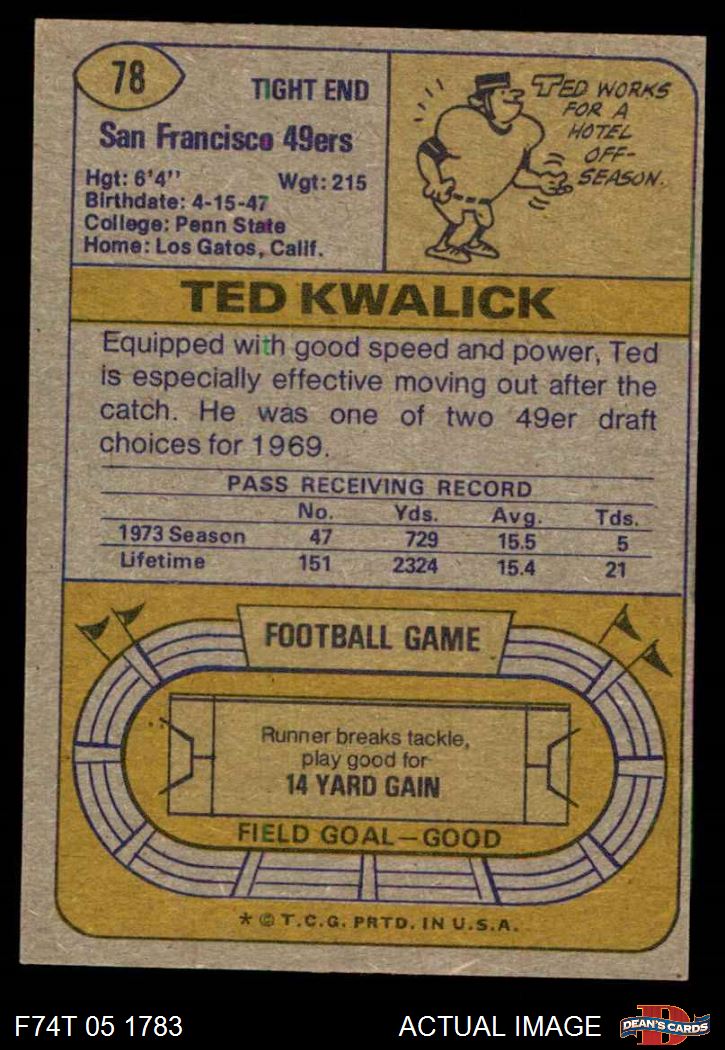 78
TIGHT END
San Francisco 49ers
Hgt: 6'4'' Wgt: 215
Birthdate: 4-15-47
College: Penn State
Home: Los Gatos, Calif.
TED WORKS
FOR A
HOTEL
OFF-
SEASON.
TED KWALICK
Equipped with good speed and power, Ted
is especially effective moving out after the
catch. He was one of two 49er draft
choices for 1969.
PASS RECEIVING RECORD
No. Yds. Avg. Tds.
1973 Season 47 729 15.5 5
Lifetime 151 2324 15.4 21
FOOTBALL GAME
Runner breaks tackle,
play good for
14 YARD GAIN
FIELD GOAL—GOOD
* © T.C.G. PRTD. IN U.S.A.
F74T 05 1783
ACTUAL IMAGE
D
DEAN'S CARDS